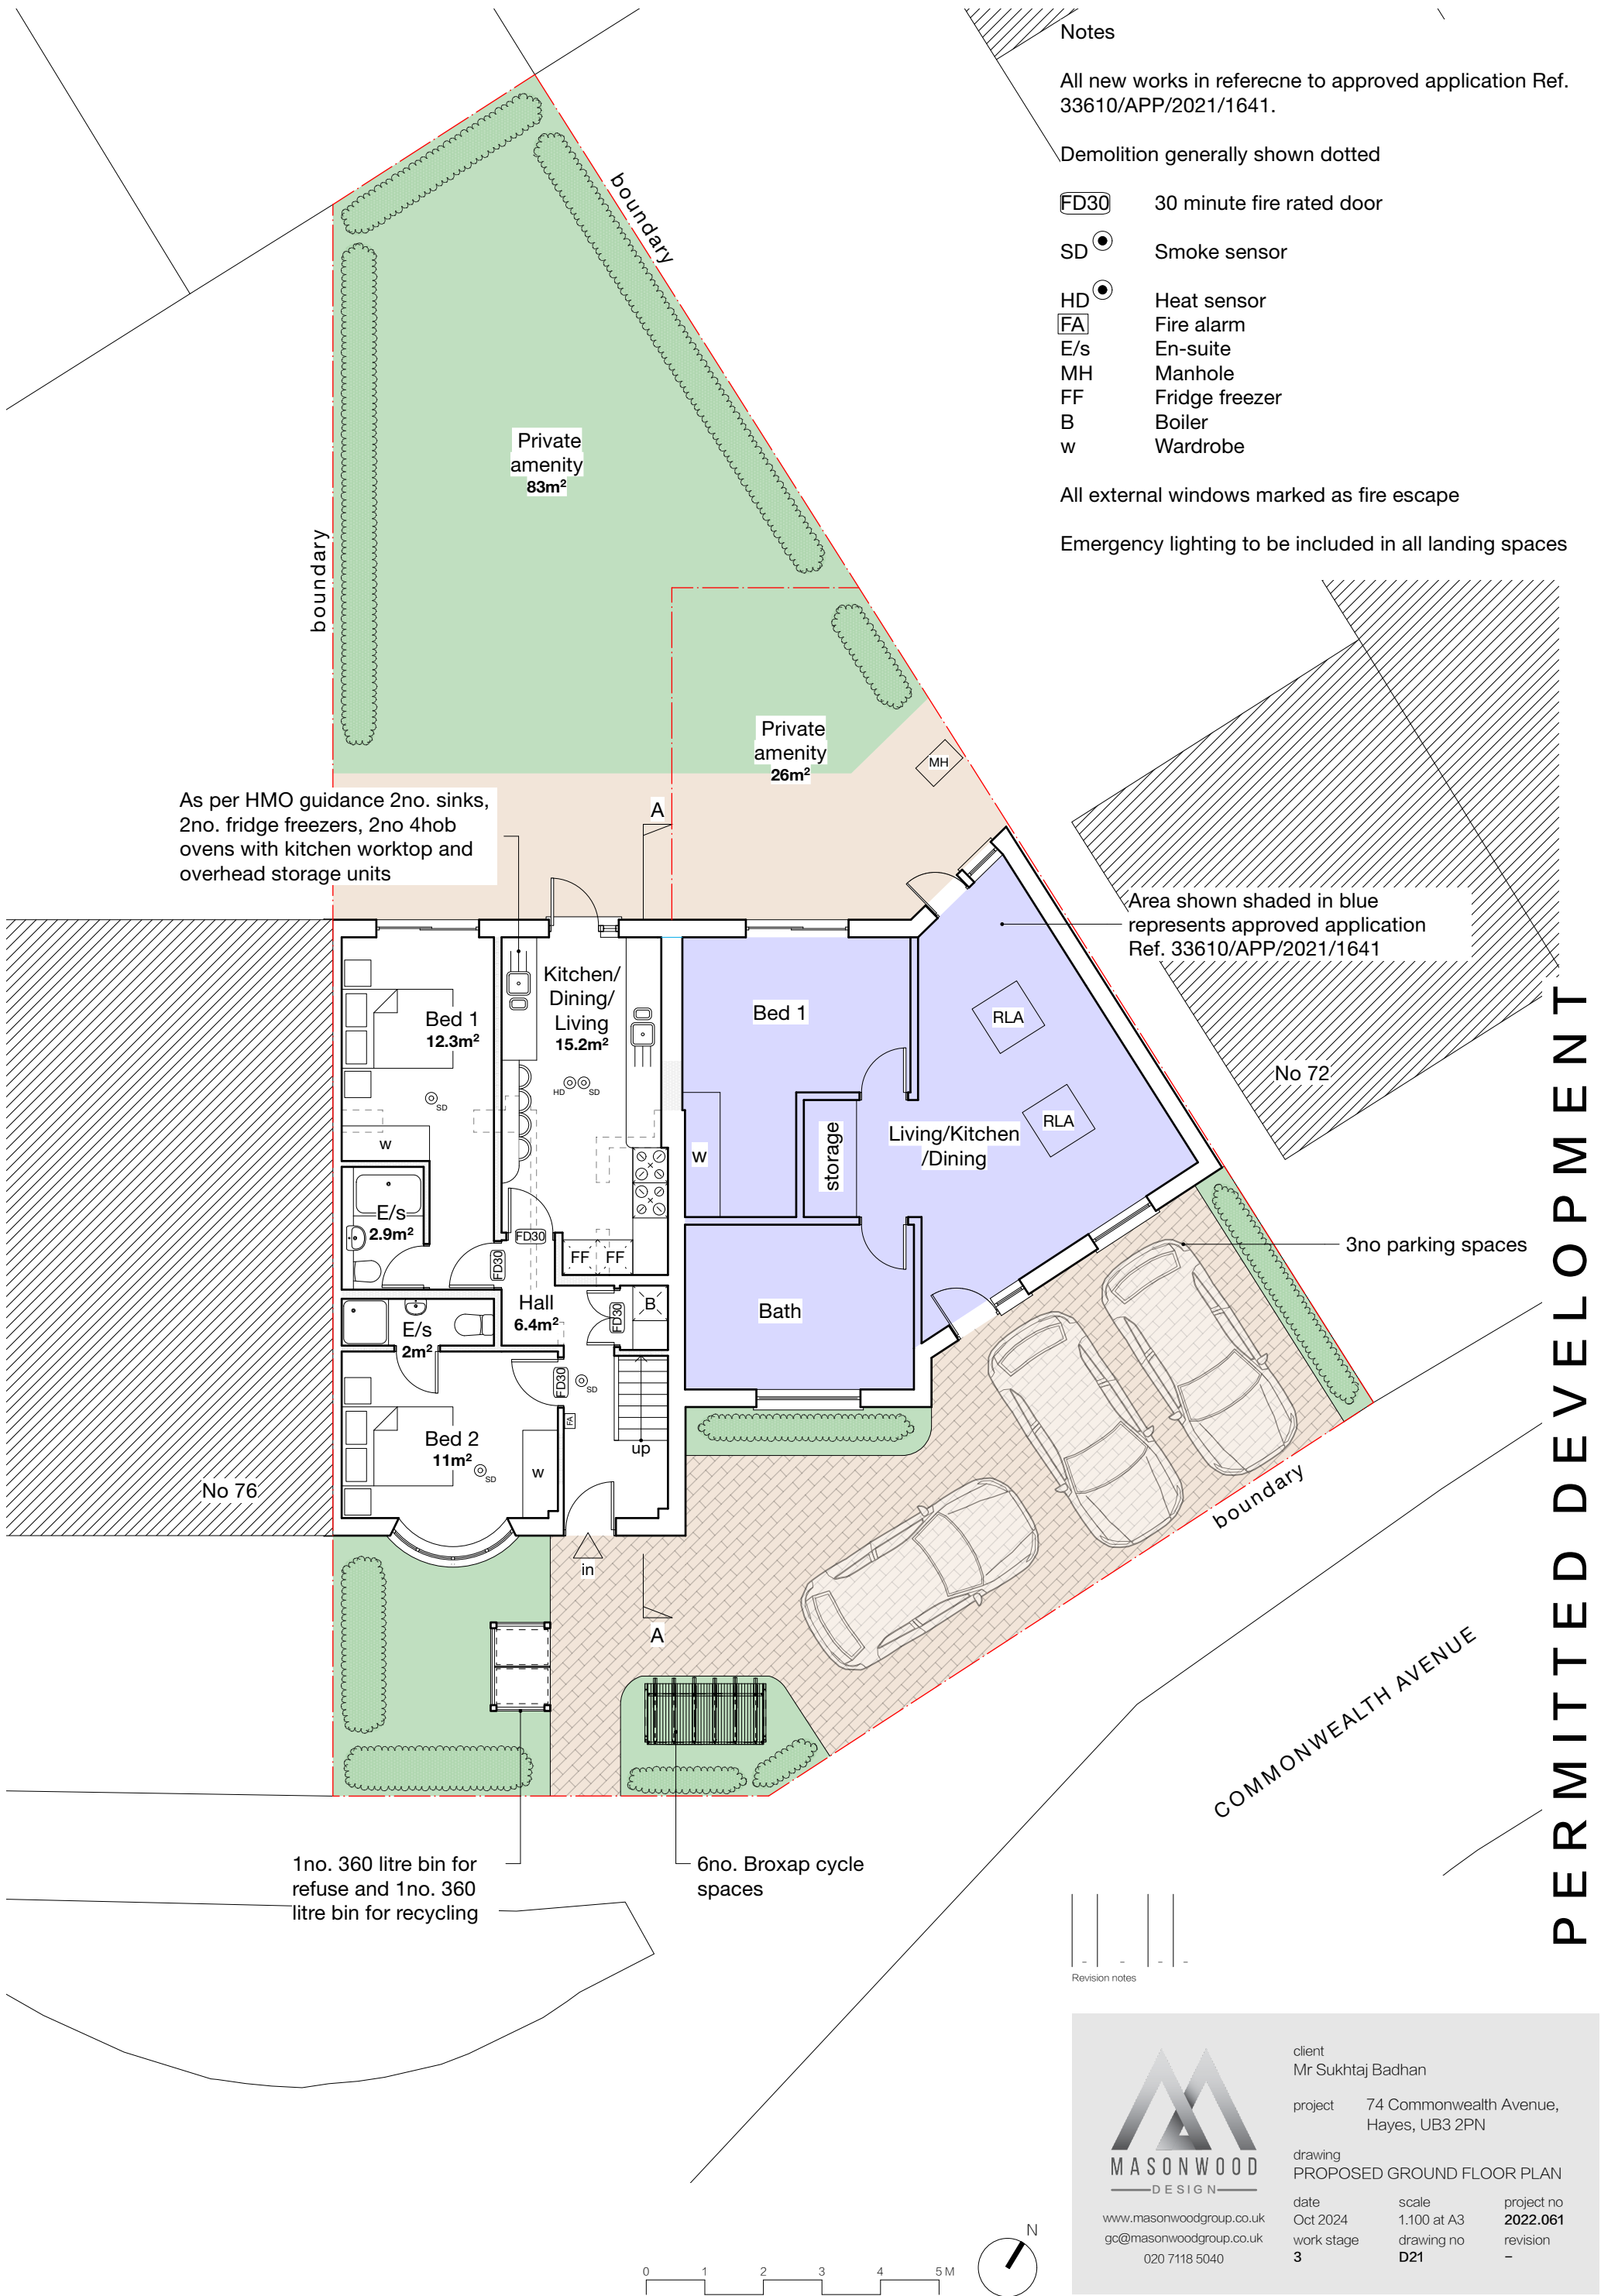 Notes
All new works in referecne to approved application Ref.
33610/APP/2021/1641.
Demolition generally shown dotted
FD30 30 minute fire rated door
SD Smoke sensor
HD Heat sensor
FA Fire alarm
E/s En-suite
MH Manhole
FF Fridge freezer
B Boiler
w Wardrobe
All external windows marked as fire escape
Emergency lighting to be included in all landing spaces
boundary
boundary
Private
amenity
83m²
Private
amenity
26m²
MH
As per HMO guidance 2no. sinks,
2no. fridge freezers, 2no 4hob
ovens with kitchen worktop and
overhead storage units
A
Area shown shaded in blue
represents approved application
Ref. 33610/APP/2021/1641
Kitchen/
Dining/
Living
15.2m²
Bed 1
12.3m²
Bed 1
RLA
RLA
No 72
HD
SD
SD
w
w
storage
Living/Kitchen
/Dining
E/s
2.9m²
FD30
FD30
FF
FF
3no parking spaces
Hall
6.4m²
FD30
B
Bath
E/s
2m²
FD30
SD
FA
Bed 2
11m²
SD
w
up
No 76
boundary
in
A
COMMONWEALTH AVENUE
PERMITTED DEVELOPMENT
1no. 360 litre bin for
refuse and 1no. 360
litre bin for recycling
6no. Broxap cycle
spaces
Revision notes
MASONWOOD
DESIGN
www.masonwoodgroup.co.uk
gc@masonwoodgroup.co.uk
020 7118 5040
client
Mr Sukhtaj Badhan
project 74 Commonwealth Avenue,
Hayes, UB3 2PN
drawing
PROPOSED GROUND FLOOR PLAN
date scale project no
Oct 2024 1.100 at A3 2022.061
work stage drawing no revision
3 D21 –
N
0 1 2 3 4 5 M